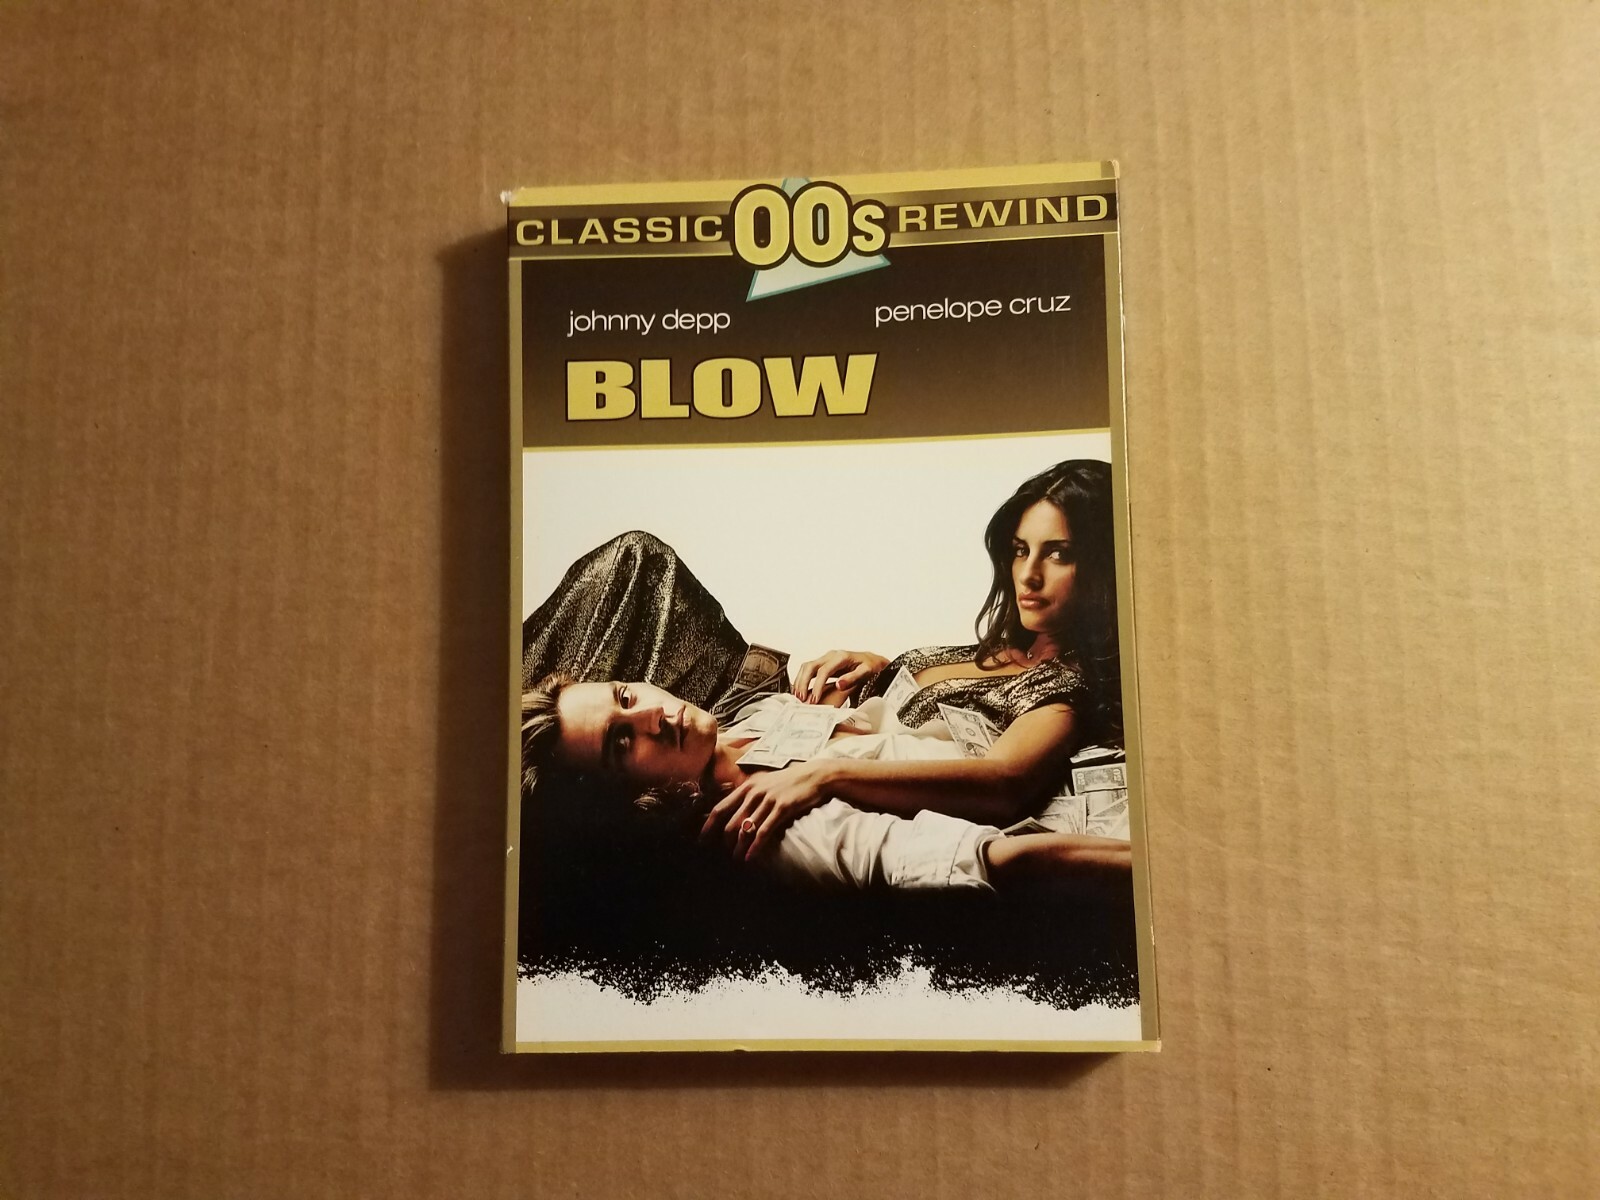 CLASSIC 00s REWIND
johnny depp penelope cruz
BLOW